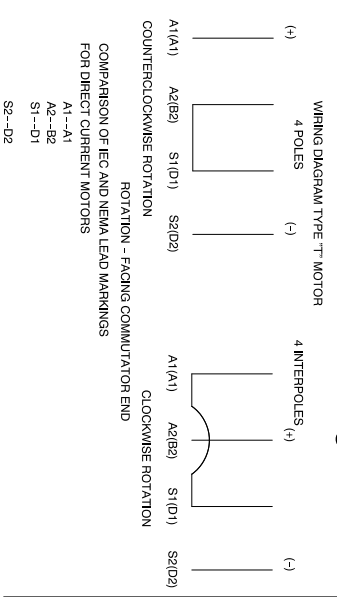 WIRING DIAGRAM TYPE "T" MOTOR
4 POLES
4 INTERPOLES
(+)
(-)
(+)
(-)
A1(A1)
A2(B2)
S1(D1)
S2(D2)
A1(A1)
A2(B2)
S1(D1)
S2(D2)
COUNTERCLOCKWISE ROTATION
CLOCKWISE ROTATION
ROTATION - FACING COMMUTATOR END
COMPARISON OF IEC AND NEMA LEAD MARKINGS
FOR DIRECT CURRENT MOTORS
A1--A1
A2--B2
S1--D1
S2--D2